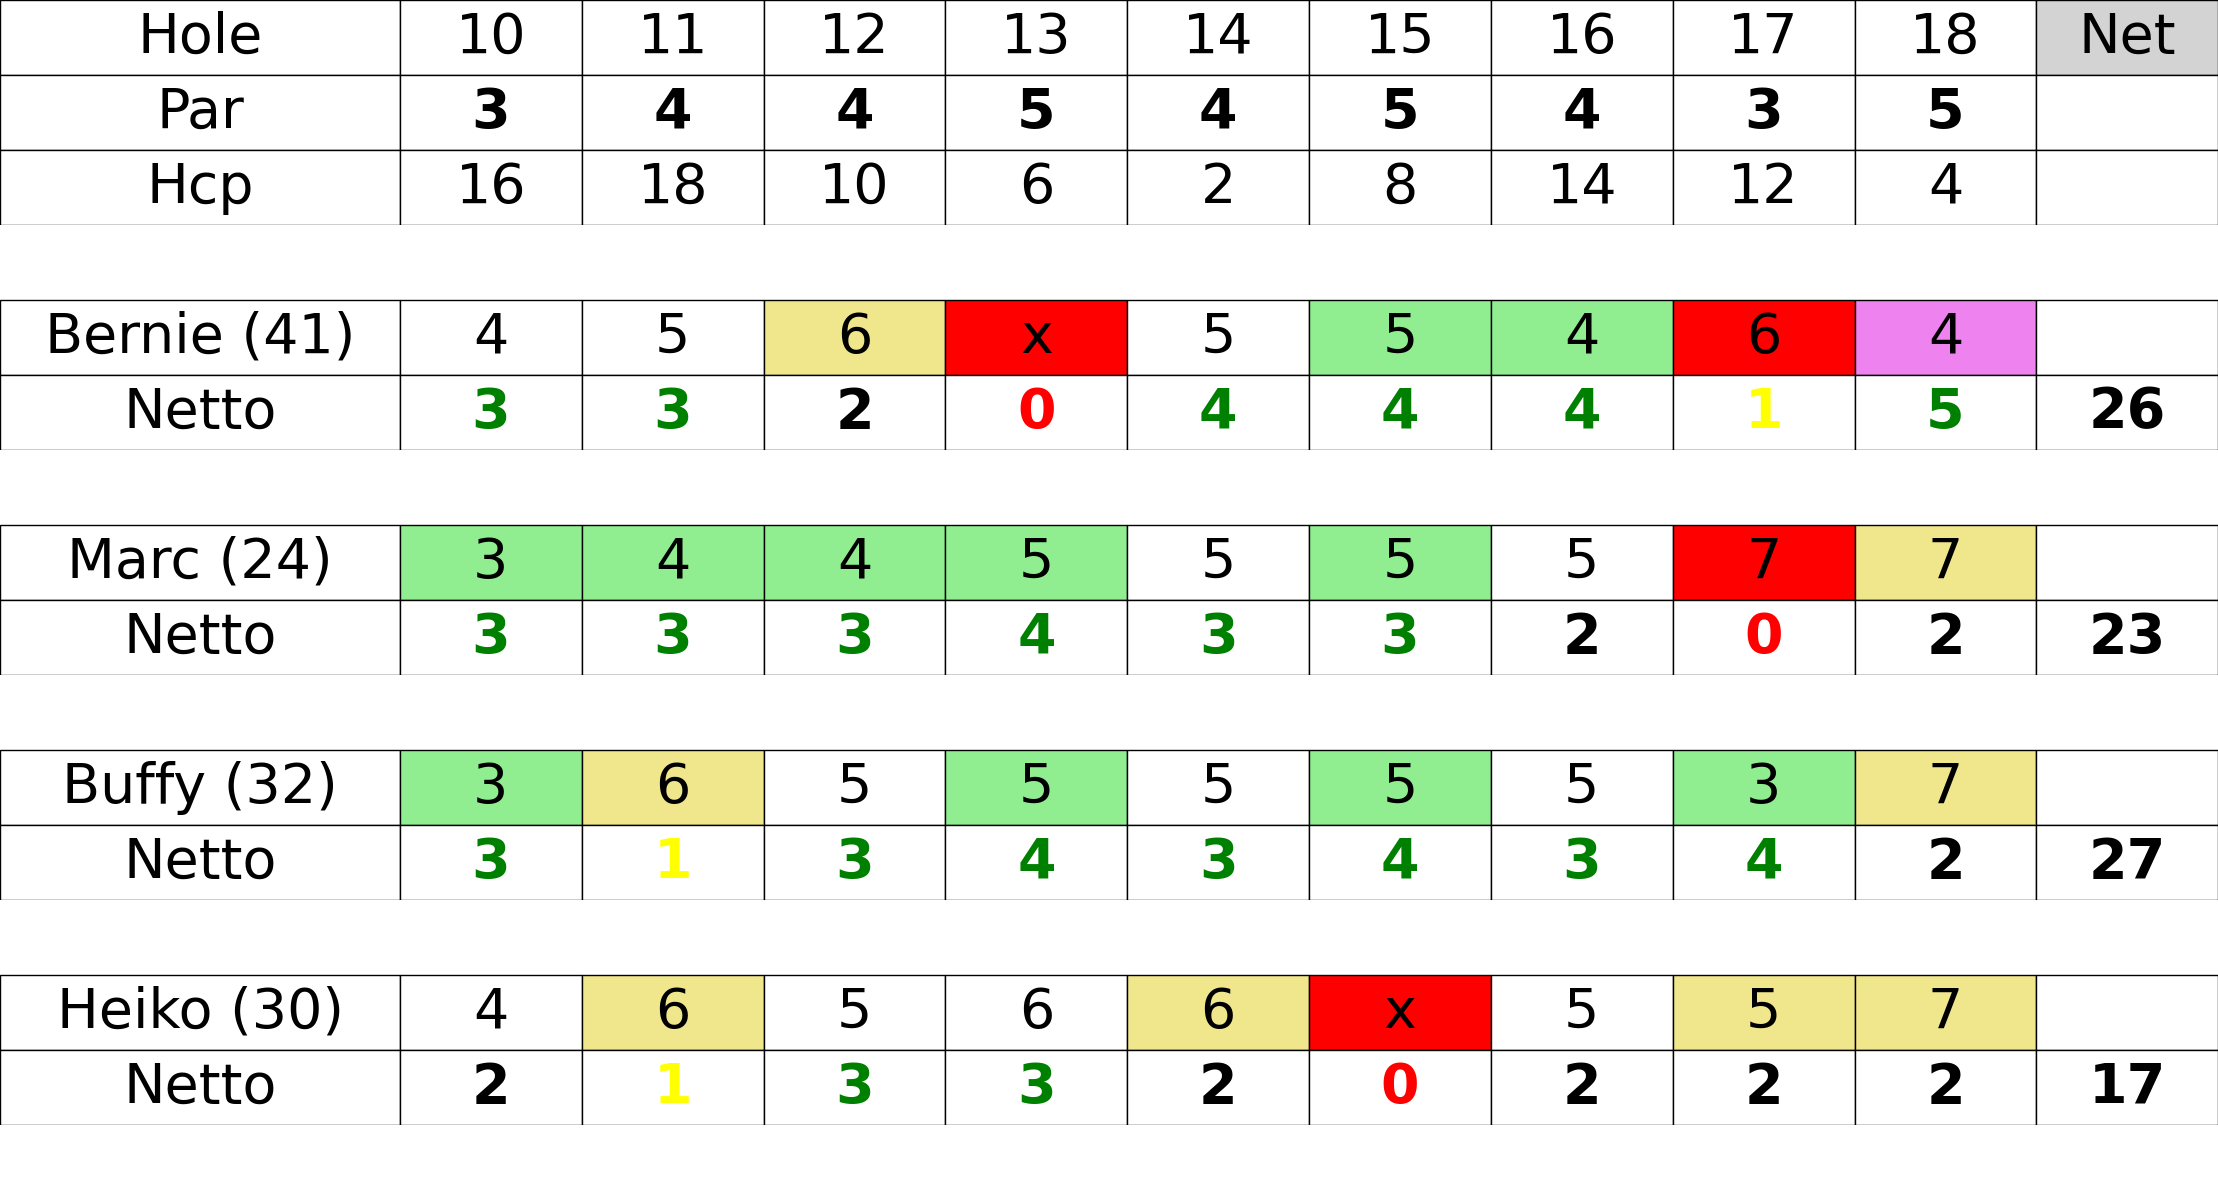 Hole 10 11 12 13 14 15 16 17 18 Net
Par 3 4 4 5 4 5 4 3 5
Hcp 16 18 10 6 2 8 14 12 4
Bernie (41) 4 5 6 x 5 5 4 6 4
Netto 3 3 2 0 4 4 4 1 5 26
Marc (24) 3 4 4 5 5 5 5 7 7
Netto 3 3 3 4 3 3 2 0 2 23
Buffy (32) 3 6 5 5 5 5 5 3 7
Netto 3 1 3 4 3 4 3 4 2 27
Heiko (30) 4 6 5 6 6 x 5 5 7
Netto 2 1 3 3 2 0 2 2 2 17